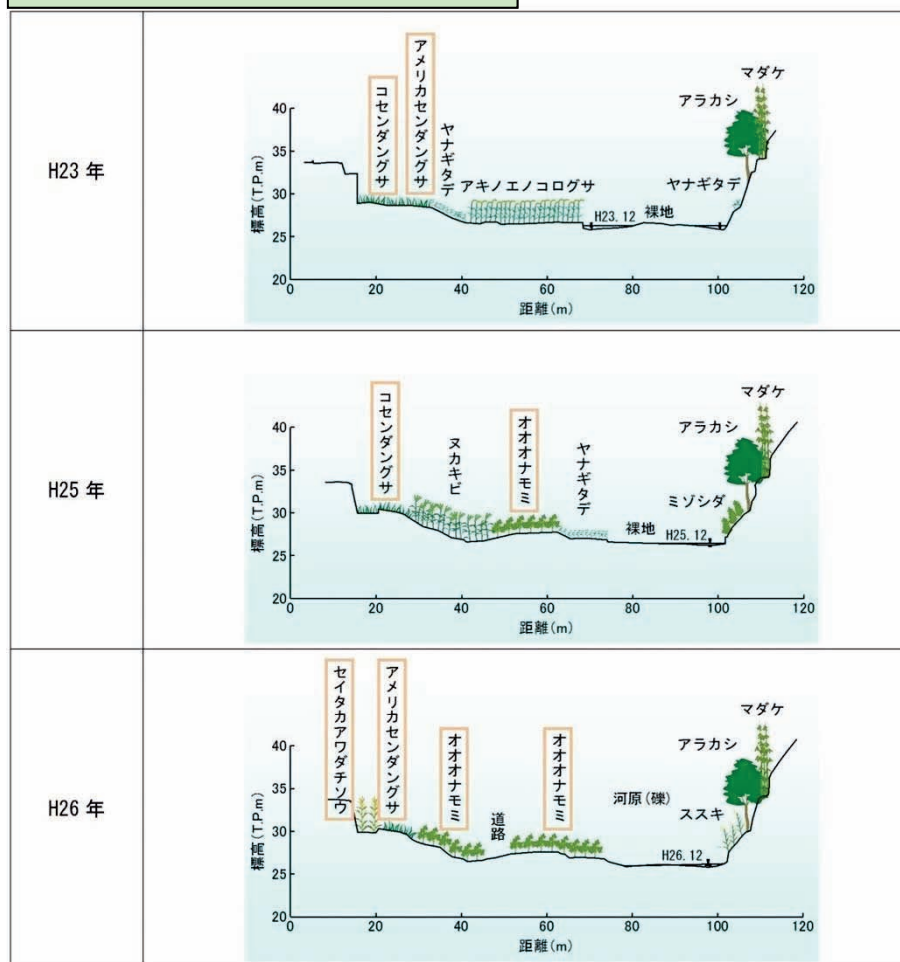 H23 年
標高(T.P.m)
40
35
30
25
20
コセンダングサ
アメリカセンダングサ
ヤナギタデ
アキノエノコログサ
H23.12
裸地
ヤナギタデ
アラカシ
マダケ
0 20 40 60 80 100 120
距離(m)
H25 年
標高(T.P.m)
40
35
30
25
20
コセンダングサ
ヌカキビ
オオオナモミ
ヤナギタデ
裸地
H25.12
ミゾシダ
アラカシ
マダケ
0 20 40 60 80 100 120
距離(m)
H26 年
標高(T.P.m)
40
35
30
25
20
セイタカアワダチソウ
アメリカセンダングサ
オオオナモミ
道路
オオオナモミ
河原(礫)
H26.12
ススキ
アラカシ
マダケ
0 20 40 60 80 100 120
距離(m)